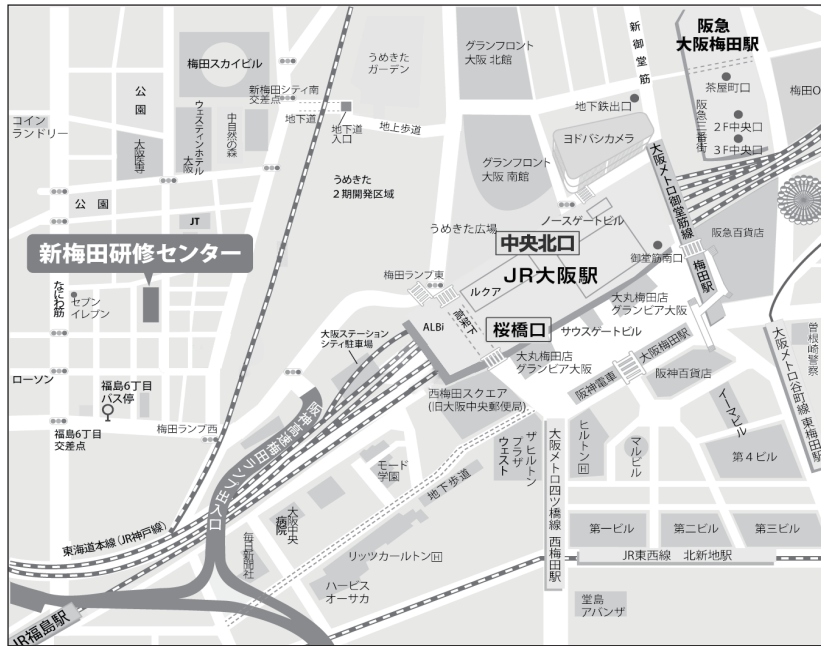 阪急
大阪梅田駅
新御堂筋
グランフロント
大阪 北館
うめきた
ガーデン
梅田スカイビル
公園
コイン
ランドリー
新梅田シティ南
交差点
地下道
地下道
入口
地上歩道
ウェスティンホテル
大阪
中自然の森
大阪医専
地下鉄出口
茶屋町口
梅田O
阪急三番街
2F中央口
3F中央口
ヨドバシカメラ
グランフロント
大阪 南館
うめきた
2期開発区域
公園
JT
大阪メトロ御堂筋線
梅田駅
うめきた広場
ノースゲートビル
阪急百貨店
中央北口
御堂筋南口
新梅田研修センター
梅田ランプ東
JR大阪駅
ルクア
なにわ筋
セブン
イレブン
大丸梅田店
グランビア大阪
ALBi
高架下
桜橋口
サウスゲートビル
大阪ステーション
シティ駐車場
大丸梅田店
グランビア大阪
阪神電車
大阪梅田駅
阪神百貨店
曽根崎警察
大阪メトロ谷町線 東梅田駅
ローソン
福島6丁目
バス停
西梅田スクエア
(旧大阪中央郵便局)
福島6丁目
交差点
梅田ランプ西
阪神高速梅田ランプ出入口
イーマビル
ザヒルトン
プラザ
ウェスト
大阪メトロ四ツ橋線 西梅田駅
ヒルトンH
マルビル
第4ビル
モード
学園
地下歩道
大阪中央
病院
毎日新聞社
リッツカールトンH
第一ビル
第二ビル
第三ビル
東海道本線(JR神戸線)
JR東西線 北新地駅
ハービス
オーサカ
堂島
アバンザ
JR福島駅